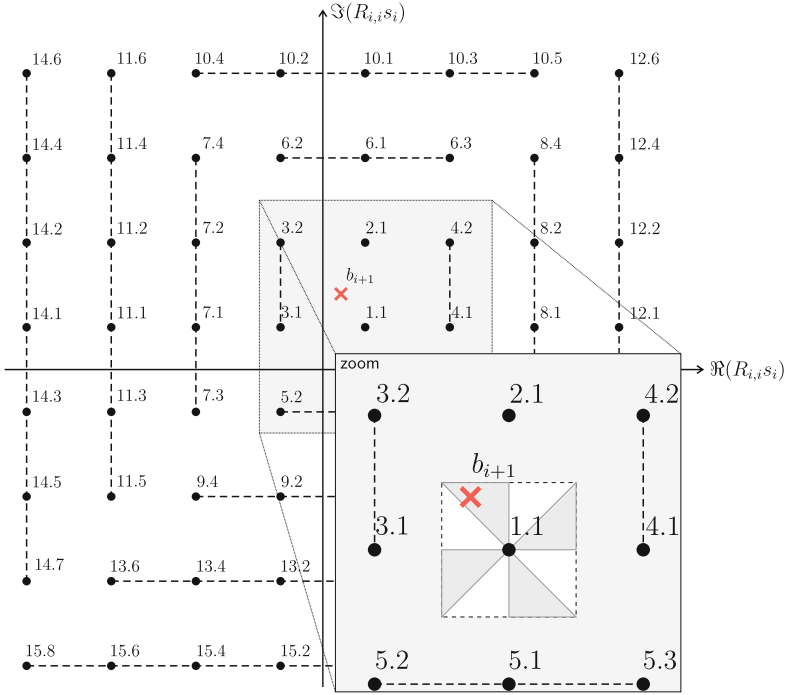 ℑ(R_{i,i}s_i)
14.6 11.6 10.4 10.2 10.1 10.3 10.5 12.6
14.4 11.4 7.4 6.2 6.1 6.3 8.4 12.4
14.2 11.2 7.2 3.2 2.1 4.2 8.2 12.2
b_{i+1}
14.1 11.1 7.1 3.1 1.1 4.1 8.1 12.1
zoom
ℜ(R_{i,i}s_i)
14.3 11.3 7.3 5.2
3.2 2.1 4.2
14.5 11.5 9.4 9.2
b_{i+1}
3.1 1.1 4.1
14.7 13.6 13.4 13.2
15.8 15.6 15.4 15.2
5.2 5.1 5.3